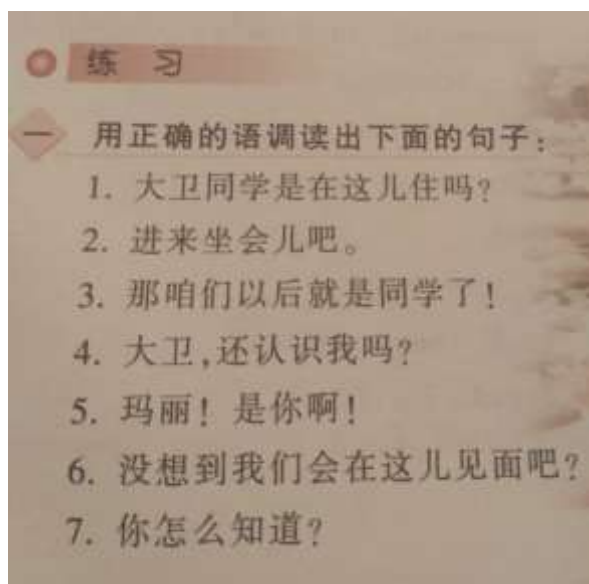 练 习
一 用正确的语调读出下面的句子:
1. 大卫同学是在这儿住吗?
2. 进来坐会儿吧。
3. 那咱们以后就是同学了!
4. 大卫,还认识我吗?
5. 玛丽! 是你啊!
6. 没想到我们会在这儿见面吧?
7. 你怎么知道?